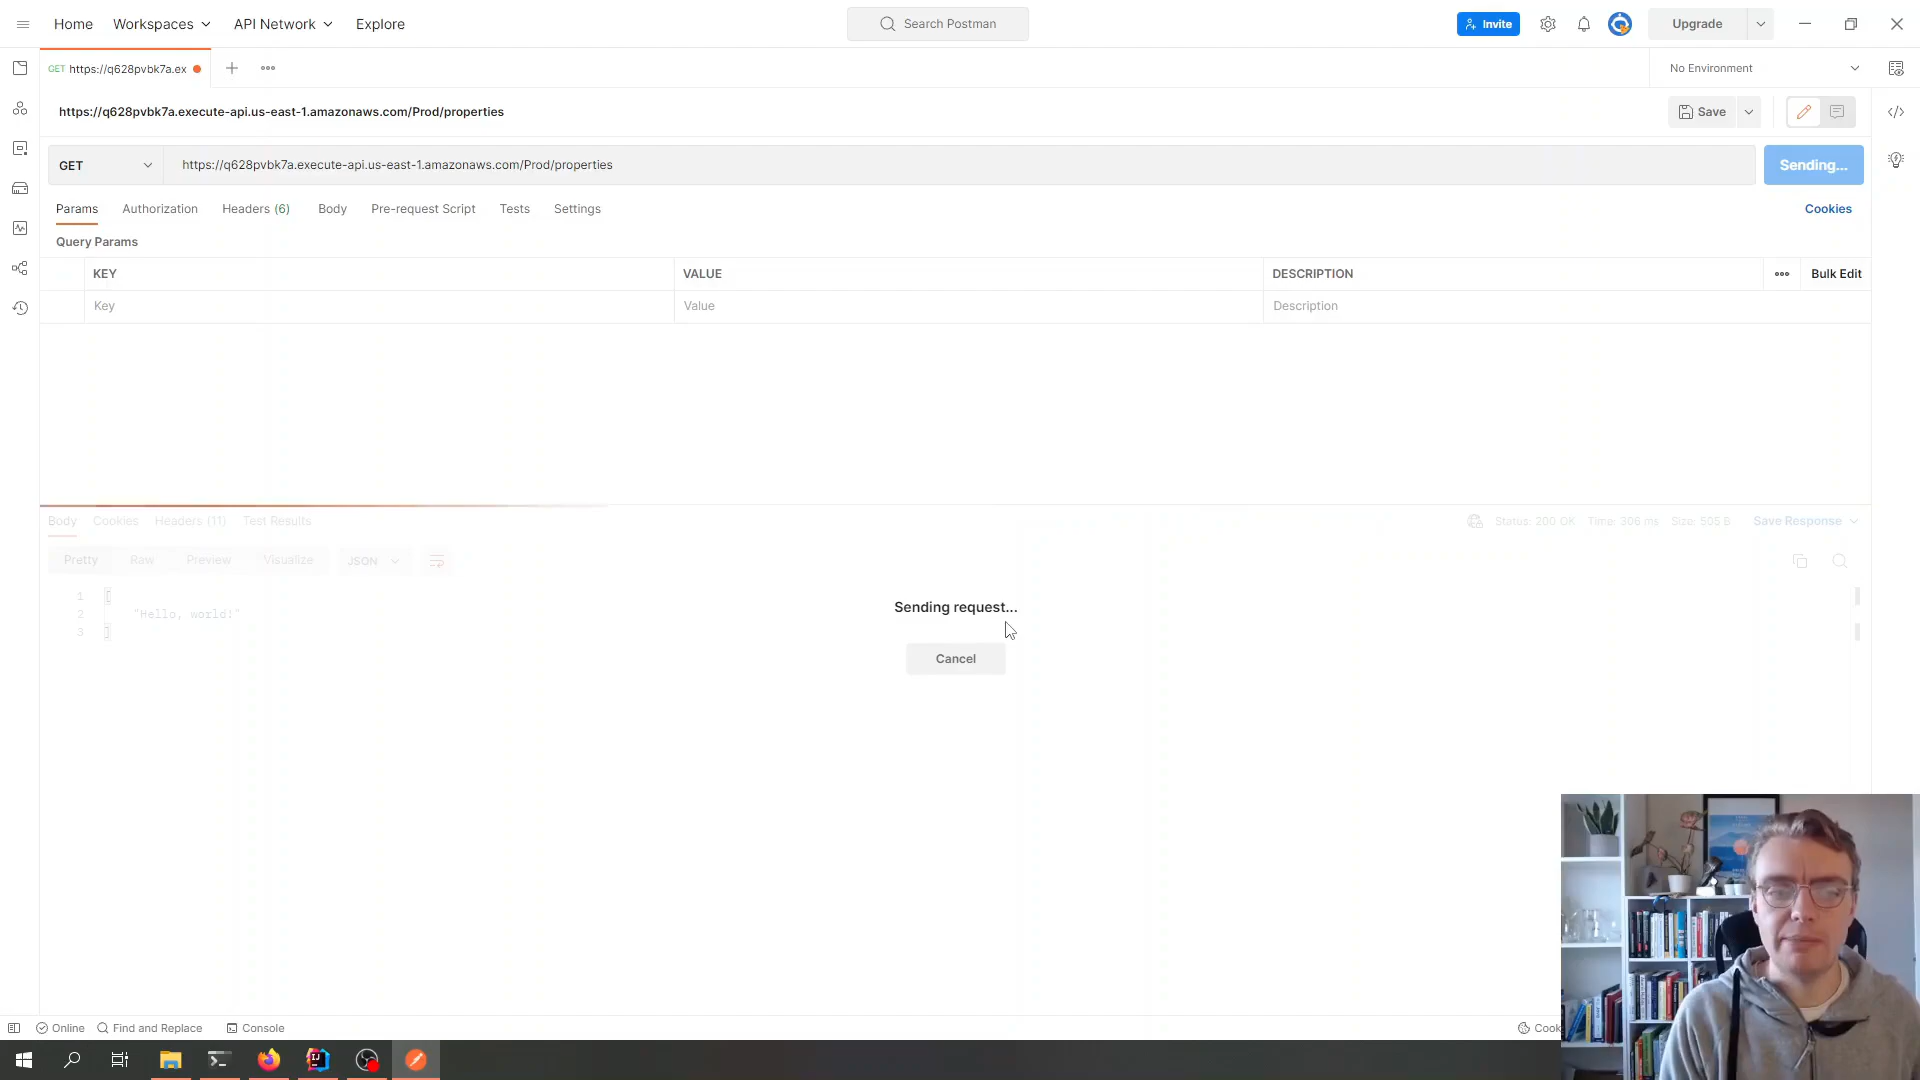 Home Workspaces API Network Explore Search Postman Invite Upgrade
GET https://q628pvbk7a.ex No Environment
https://q628pvbk7a.execute-api.us-east-1.amazonaws.com/Prod/properties Save
GET https://q628pvbk7a.execute-api.us-east-1.amazonaws.com/Prod/properties Sending...
Params Authorization Headers (6) Body Pre-request Script Tests Settings Cookies
Query Params
KEY VALUE DESCRIPTION Bulk Edit
Key Value Description
Body Cookies Headers (11) Test Results Status: 200 OK Time: 306 ms Size: 505 B Save Response
Pretty Raw Preview Visualize JSON
1 [
2 "Hello, world!"
3 ]
Sending request...
Cancel
Online Find and Replace Console Cook